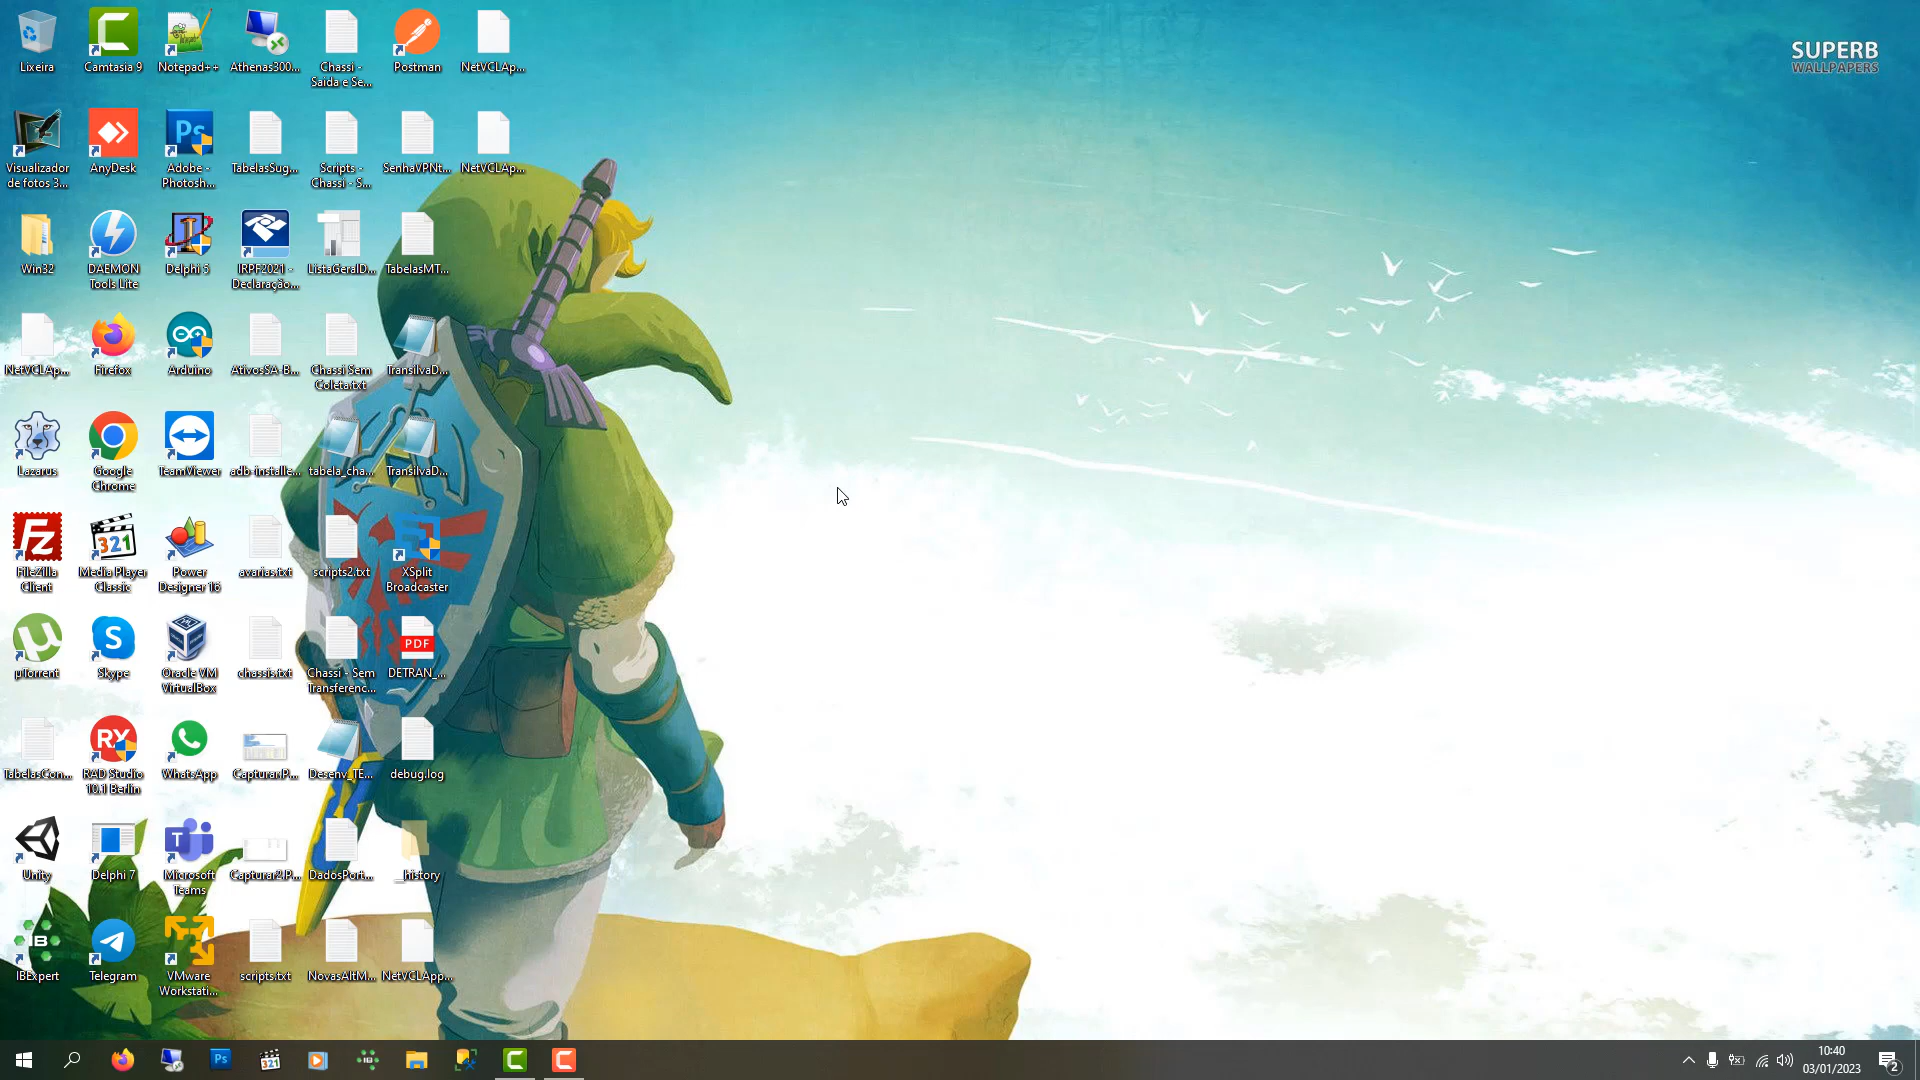 Lixeira
Camtasia 9
Notepad++
Athenas300...
Chassi -
Saida e Se...
Postman
NetVCLAp...
SUPERB
WALLPAPERS
Visualizador
de fotos 3...
AnyDesk
Adobe -
Photosh...
TabelasSug...
Scripts -
Chassi - S...
SenhaVPNt...
NetVCLAp...
Win32
DAEMON
Tools Lite
Delphi 5
IRPF2021 -
Declaração...
ListaGeralD...
TabelasMT...
NetVCLAp...
Firefox
Arduino
AtivosSA-B...
Chassi Sem
Coleta.txt
TransilvaD...
Lazarus
Google
Chrome
TeamViewer
adb-installe...
tabela_cha...
TransilvaD...
FileZilla
Client
Media Player
Classic
Power
Designer 16
avarias.txt
scripts2.txt
XSplit
Broadcaster
µTorrent
Skype
Oracle VM
VirtualBox
chassis.txt
Chassi - Sem
Transferenc...
PDF
DETRAN_...
TabelasCon...
RAD Studio
10.1 Berlin
WhatsApp
Capturar.P...
Desenv_TE...
debug.log
Unity
Delphi 7
Microsoft
Teams
Capturar2.P...
DadosPort...
__history
IBExpert
Telegram
VMware
Workstati...
scripts.txt
NovasAltM...
NetVCLApp...
10:40
03/01/2023
2